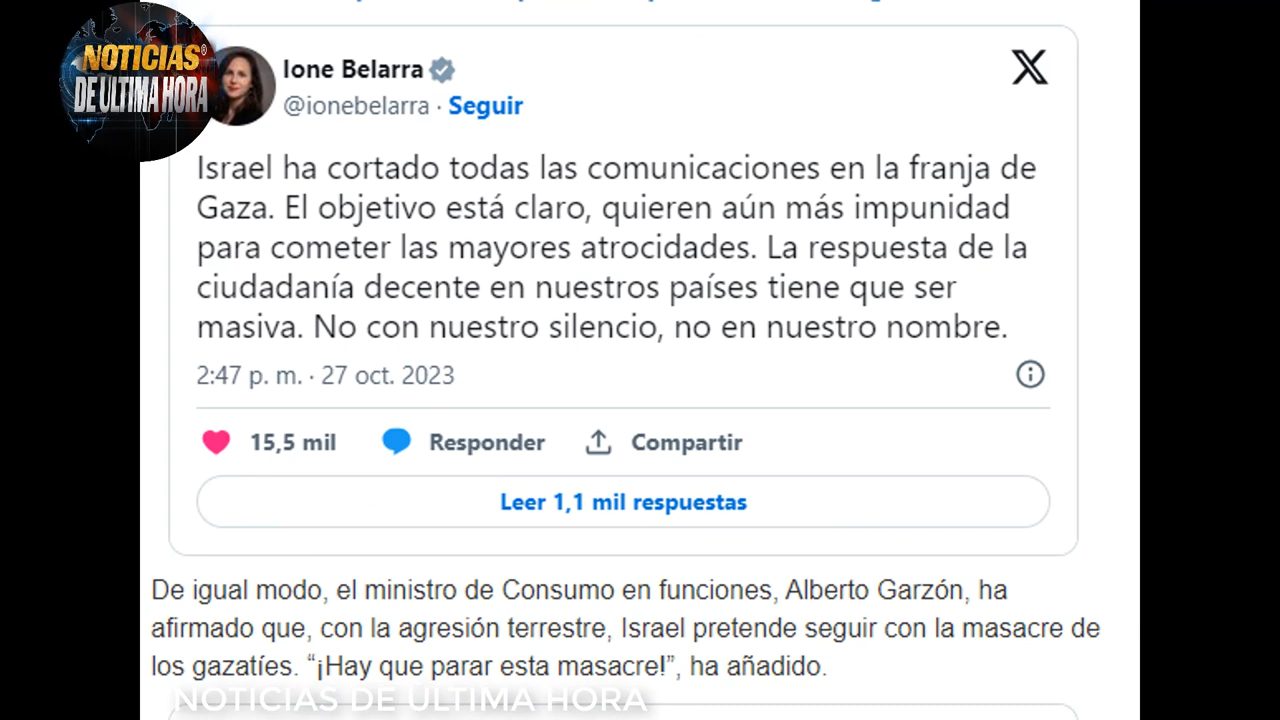 NOTICIAS®
DE ULTIMA HORA
Ione Belarra
@ionebelarra · Seguir
Israel ha cortado todas las comunicaciones en la franja de
Gaza. El objetivo está claro, quieren aún más impunidad
para cometer las mayores atrocidades. La respuesta de la
ciudadanía decente en nuestros países tiene que ser
masiva. No con nuestro silencio, no en nuestro nombre.
2:47 p. m. · 27 oct. 2023
15,5 mil Responder Compartir
Leer 1,1 mil respuestas
De igual modo, el ministro de Consumo en funciones, Alberto Garzón, ha
afirmado que, con la agresión terrestre, Israel pretende seguir con la masacre de
los gazatíes. “¡Hay que parar esta masacre!”, ha añadido.
NOTICIAS DE ULTIMA HORA